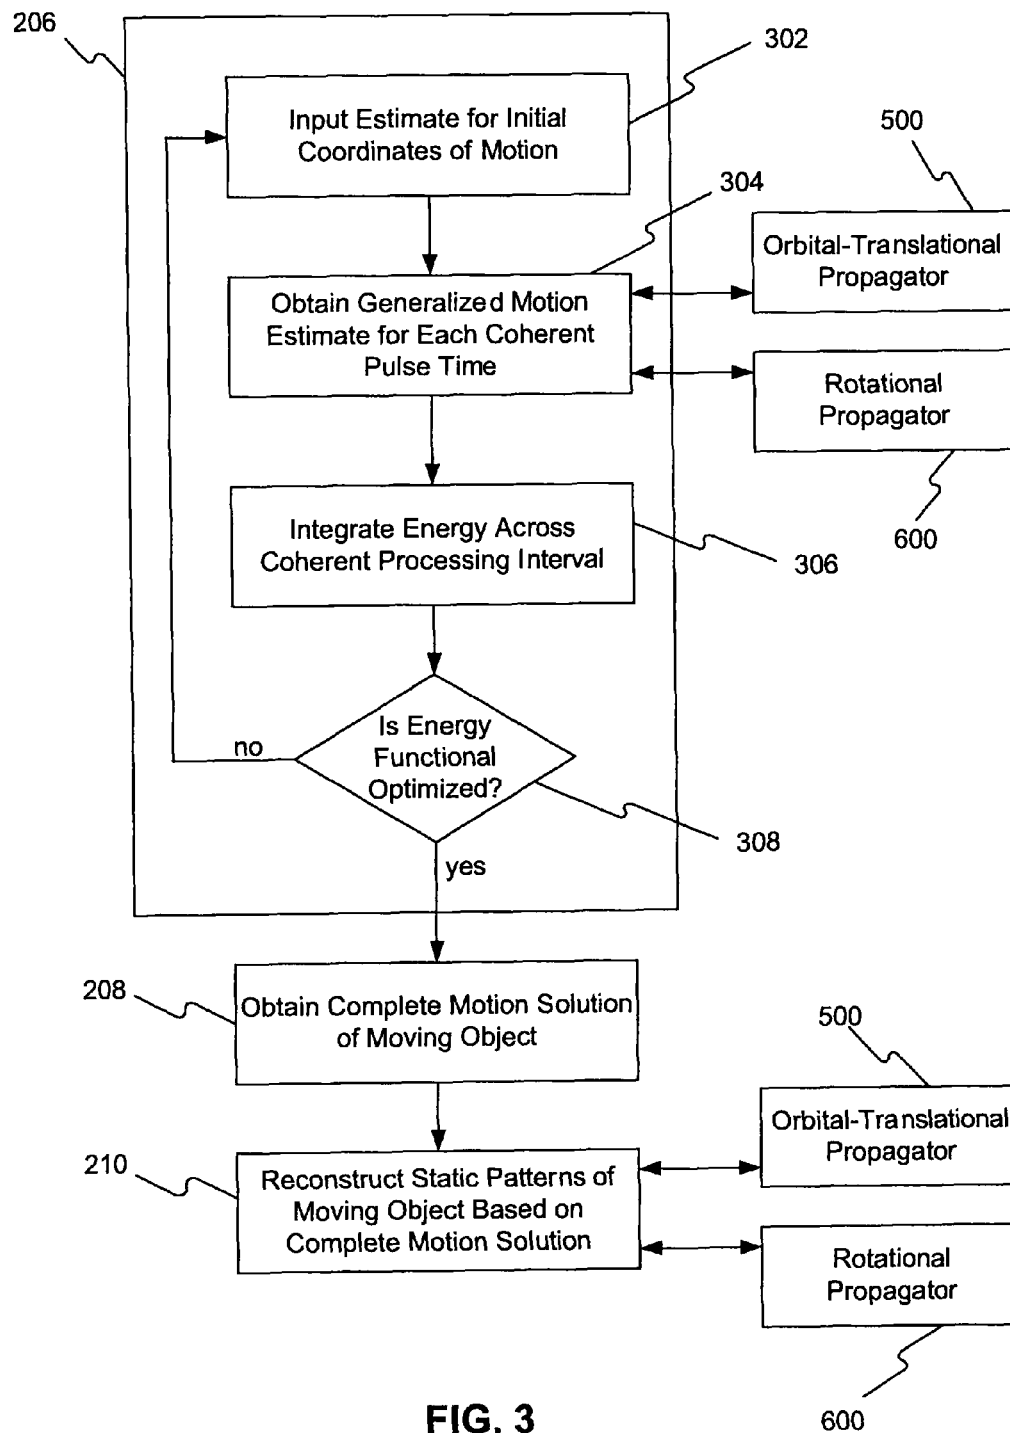 206
302
Input Estimate for Initial
Coordinates of Motion
500
304
Orbital-Translational
Propagator
Obtain Generalized Motion
Estimate for Each Coherent
Pulse Time
Rotational
Propagator
600
Integrate Energy Across
Coherent Processing Interval
306
Is Energy
Functional
Optimized?
no
308
yes
208
Obtain Complete Motion Solution
of Moving Object
500
Orbital-Translational
Propagator
210
Reconstruct Static Patterns of
Moving Object Based on
Complete Motion Solution
Rotational
Propagator
600
FIG. 3